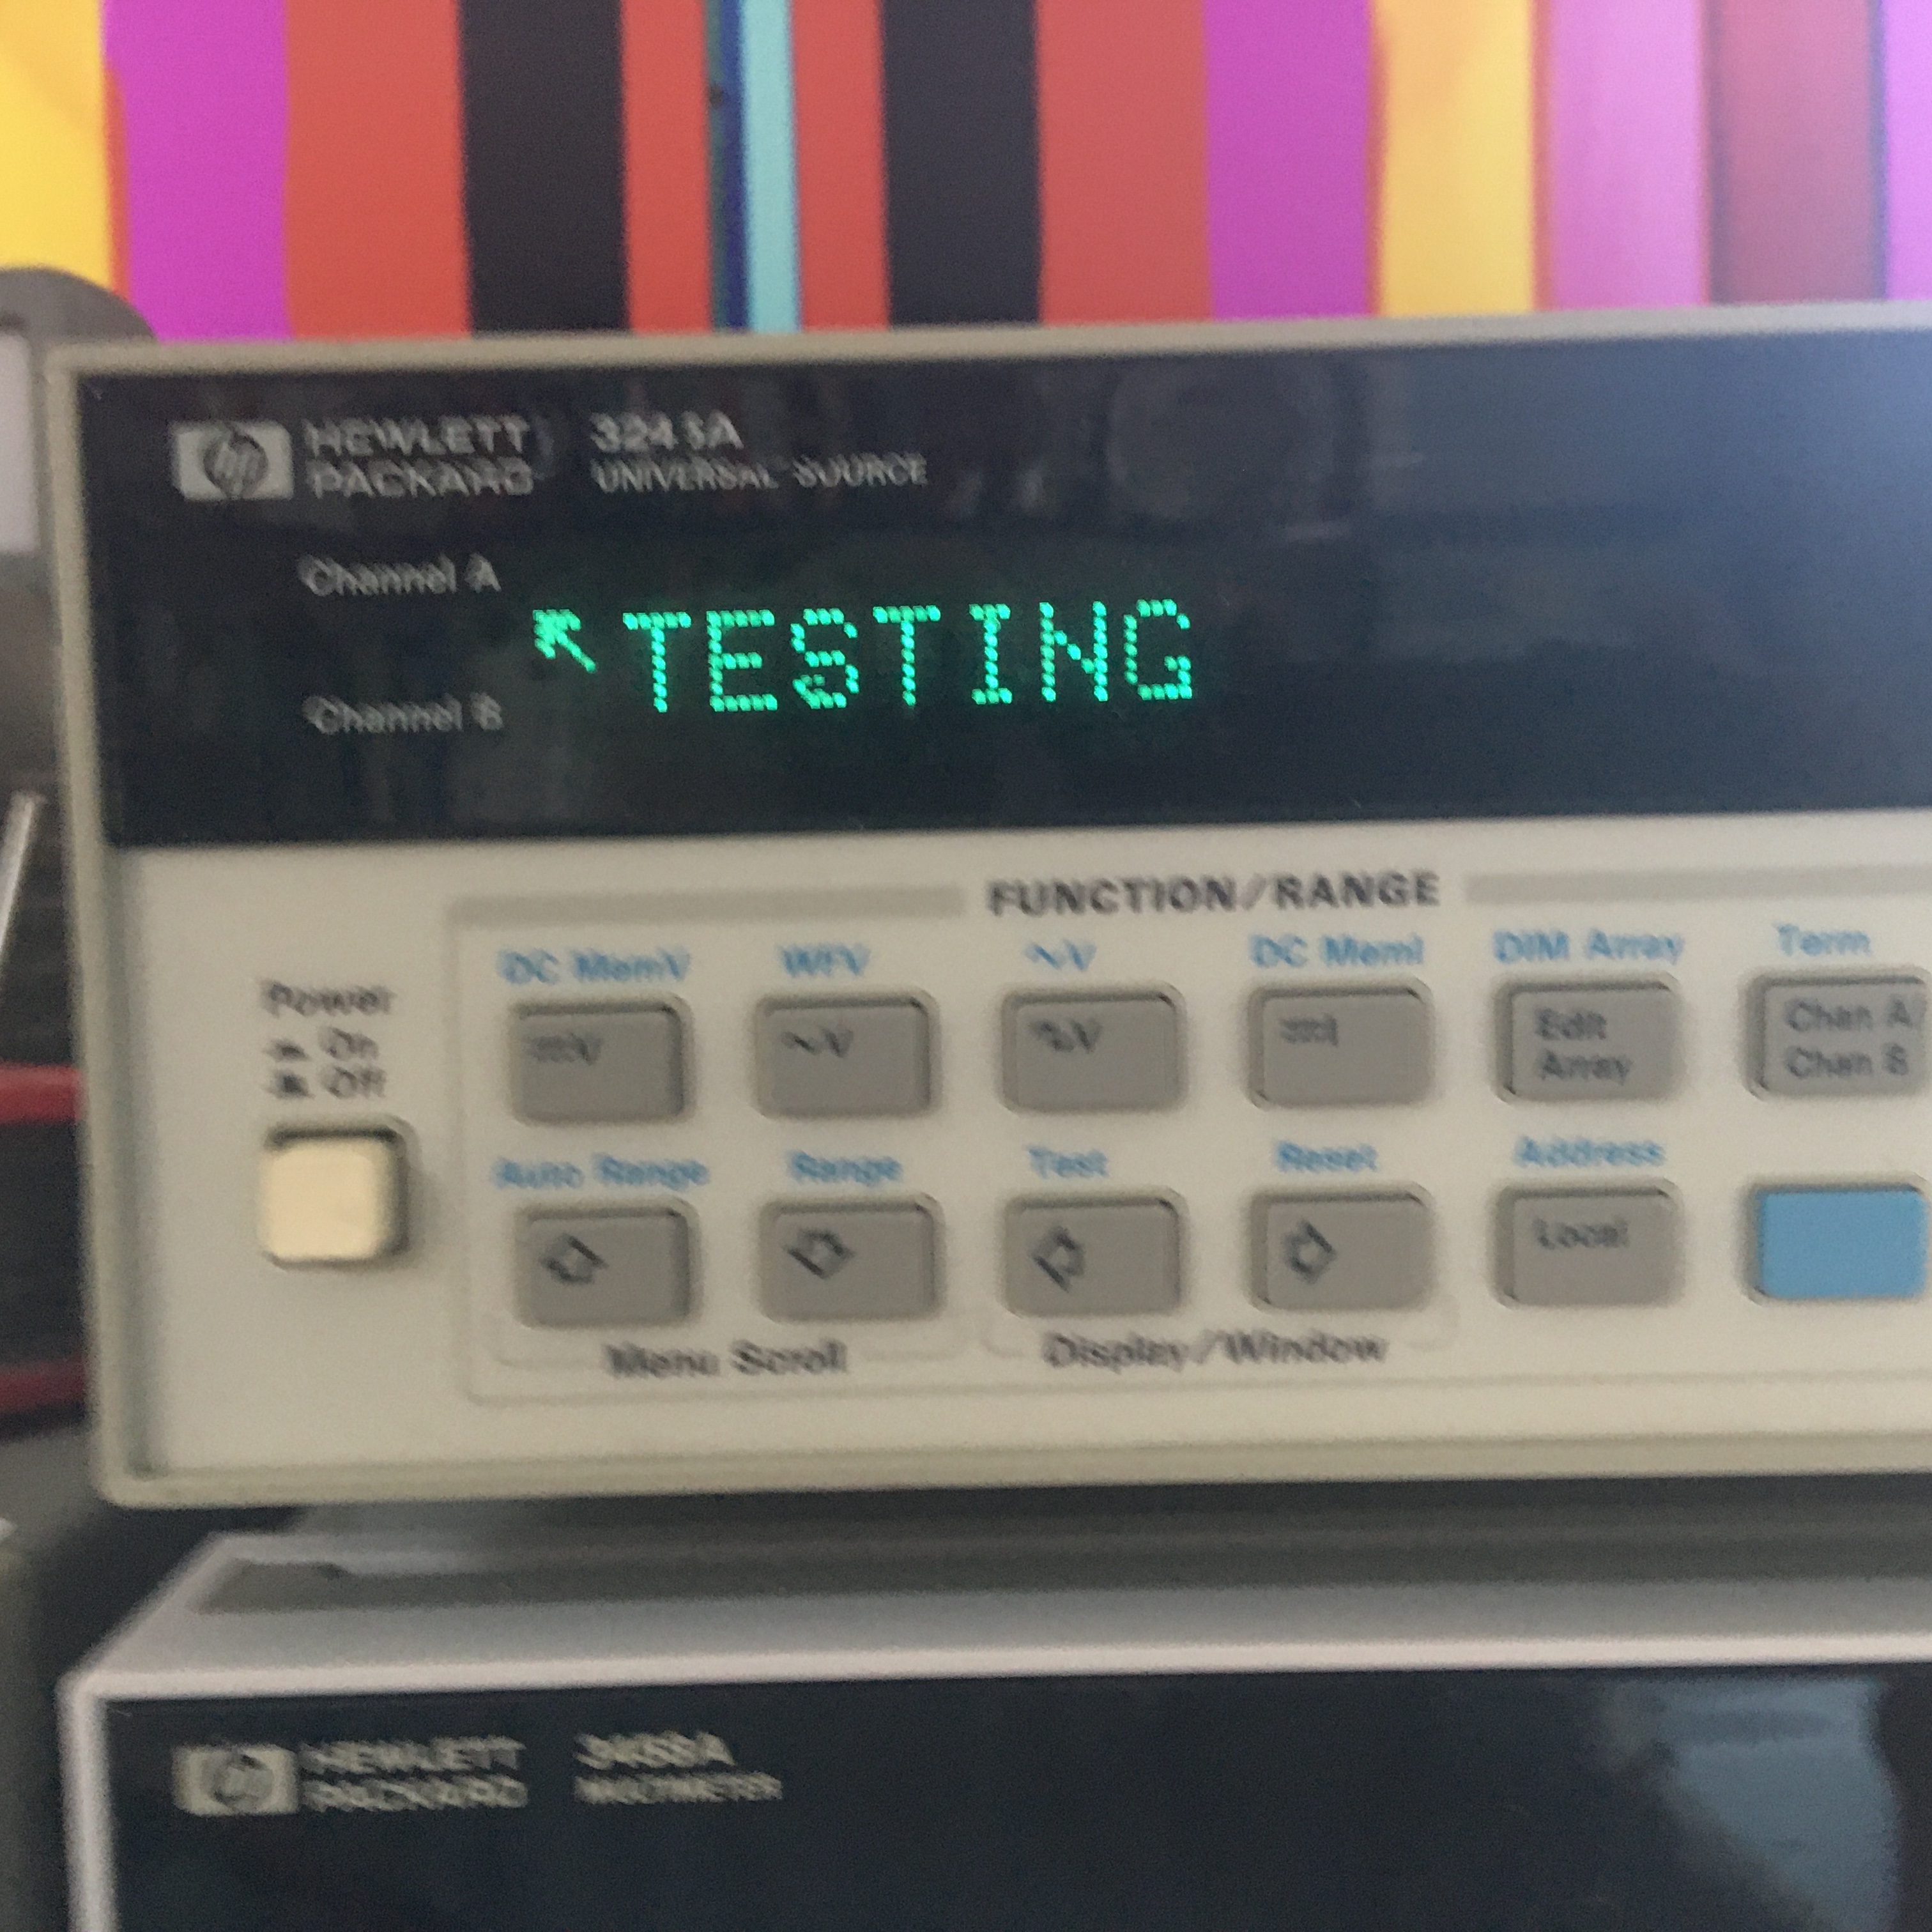 hp HEWLETT PACKARD
3245A
UNIVERSAL SOURCE
Channel A
TESTING
Channel B
FUNCTION/RANGE
DC MemV WFV ∿V DC MemI DIM Array Term
Power
On
Off
⎓V ∿V V ⎓I Edit Array Chan A/ Chan B
Auto Range Range Test Reset Address
Local
Menu Scroll Display/Window
hp HEWLETT PACKARD
MULTIMETER